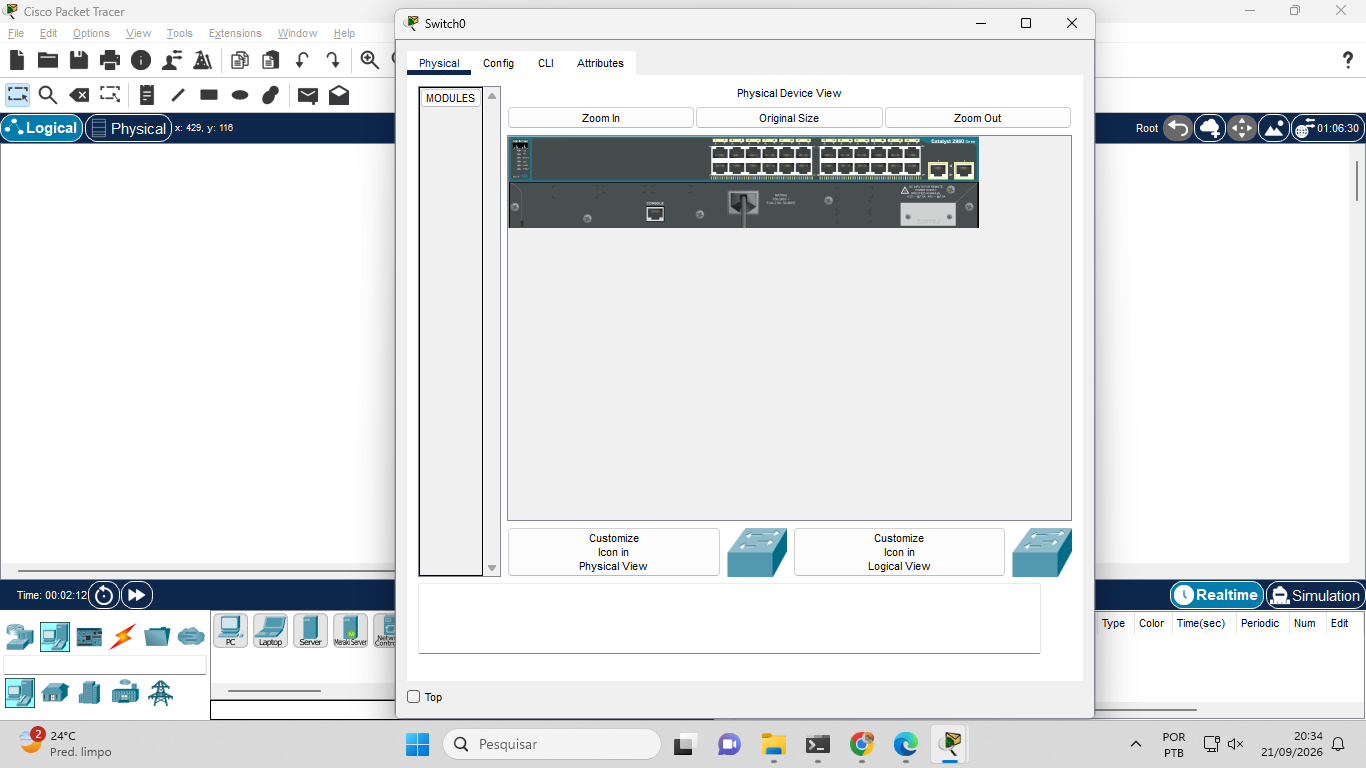 Cisco Packet Tracer
File Edit Options View Tools Extensions Window Help
Logical Physical x: 429, y: 116
Root 01:06:30
Switch0
Physical Config CLI Attributes
MODULES
Physical Device View
Zoom In Original Size Zoom Out
Catalyst 2960
CONSOLE
Customize
Icon in
Physical View
Customize
Icon in
Logical View
Top
Time: 00:02:12
Realtime Simulation
PC Laptop Server Meraki Server
Type Color Time(sec) Periodic Num Edit
2
24°C
Pred. limpo
Pesquisar
POR
PTB
20:34
21/09/2026